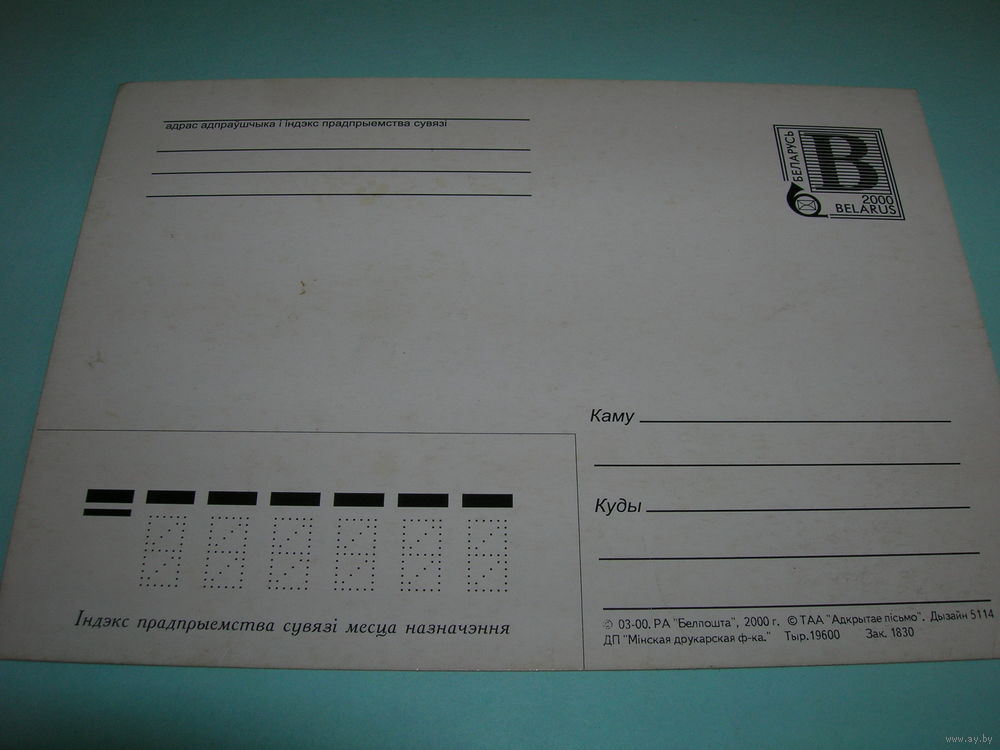 адрас адпраўшчыка і індэкс прадпрыемства сувязі
БЕЛАРУСЬ
B
2000
BELARUS
Каму
Куды
Індэкс прадпрыемства сувязі месца назначэння
03-00. РА "Белпошта", 2000 г. © ТАА "Адкрытае пісьмо". Дызайн 5114
ДП "Мінская друкарская ф-ка." Тыр.19600 Зак. 1830
www.ay.by